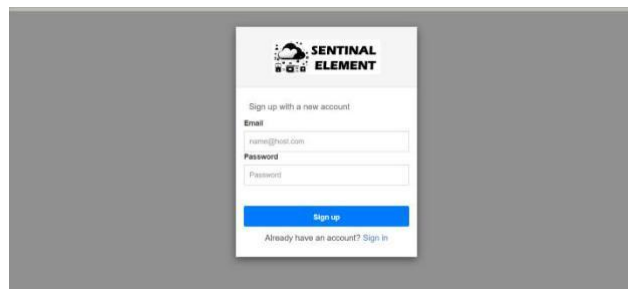 SENTINAL
ELEMENT
Sign up with a new account
Email
name@host.com
Password
Password
Sign up
Already have an account? Sign in